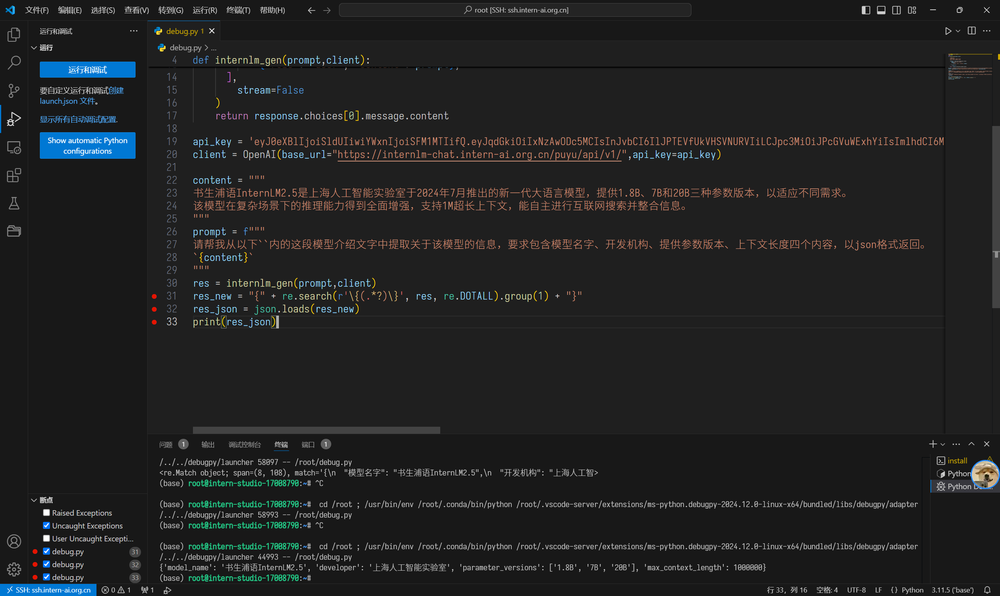 文件(F) 编辑(E) 选择(S) 查看(V) 转到(G) 运行(R) 终端(T) 帮助(H)
root [SSH: ssh.intern-ai.org.cn]
运行和调试
运行
运行和调试
要自定义运行和调试创建
launch.json 文件。
显示所有自动调试配置.
Show automatic Python
configurations
断点
Raised Exceptions
Uncaught Exceptions
User Uncaught Excepti...
debug.py 31
debug.py 32
debug.py 33
debug.py 1
debug.py > ...
4 def internlm_gen(prompt,client):
14 ],
15 stream=False
16 )
17 return response.choices[0].message.content
18
19 api_key = 'eyJ0eXBlIjoiSldUIiwiYWxnIjoiSFM1MTIifQ.eyJqdGkiOiIxNzAwODc5MCIsInJvbCI6IlJPTEVfUkVHSVNURVIiLCJpc3MiOiJPcGVuWExhYiIsImlhdCI6M
20 client = OpenAI(base_url="https://internlm-chat.intern-ai.org.cn/puyu/api/v1/",api_key=api_key)
21
22 content = """
23 书生浦语InternLM2.5是上海人工智能实验室于2024年7月推出的新一代大语言模型，提供1.8B、7B和20B三种参数版本，以适应不同需求。
24 该模型在复杂场景下的推理能力得到全面增强，支持1M超长上下文，能自主进行互联网搜索并整合信息。
25 """
26 prompt = f"""
27 请帮我从以下``内的这段模型介绍文字中提取关于该模型的信息，要求包含模型名字、开发机构、提供参数版本、上下文长度四个内容，以json格式返回。
28 `{content}`
29 """
30 res = internlm_gen(prompt,client)
31 res_new = "{" + re.search(r'\{(.*?)\}', res, re.DOTALL).group(1) + "}"
32 res_json = json.loads(res_new)
33 print(res_json)
问题 1 输出 调试控制台 终端 端口 1
/../../debugpy/launcher 58097 -- /root/debug.py
<re.Match object; span=(8, 108), match='{\n  "模型名字": "书生浦语InternLM2.5",\n  "开发机构": "上海人工智>
(base) root@intern-studio-17008790:~# ^C
(base) root@intern-studio-17008790:~#  cd /root ; /usr/bin/env /root/.conda/bin/python /root/.vscode-server/extensions/ms-python.debugpy-2024.12.0-linux-x64/bundled/libs/debugpy/adapter
/../../debugpy/launcher 58993 -- /root/debug.py
(base) root@intern-studio-17008790:~# ^C
(base) root@intern-studio-17008790:~#  cd /root ; /usr/bin/env /root/.conda/bin/python /root/.vscode-server/extensions/ms-python.debugpy-2024.12.0-linux-x64/bundled/libs/debugpy/adapter
/../../debugpy/launcher 44993 -- /root/debug.py
{'model_name': '书生浦语InternLM2.5', 'developer': '上海人工智能实验室', 'parameter_versions': ['1.8B', '7B', '20B'], 'max_context_length': 1000000}
(base) root@intern-studio-17008790:~#
install
Python
Python
SSH: ssh.intern-ai.org.cn 0 1 1
行 33，列 16 空格: 4 UTF-8 LF {} Python 3.11.5 ('base')